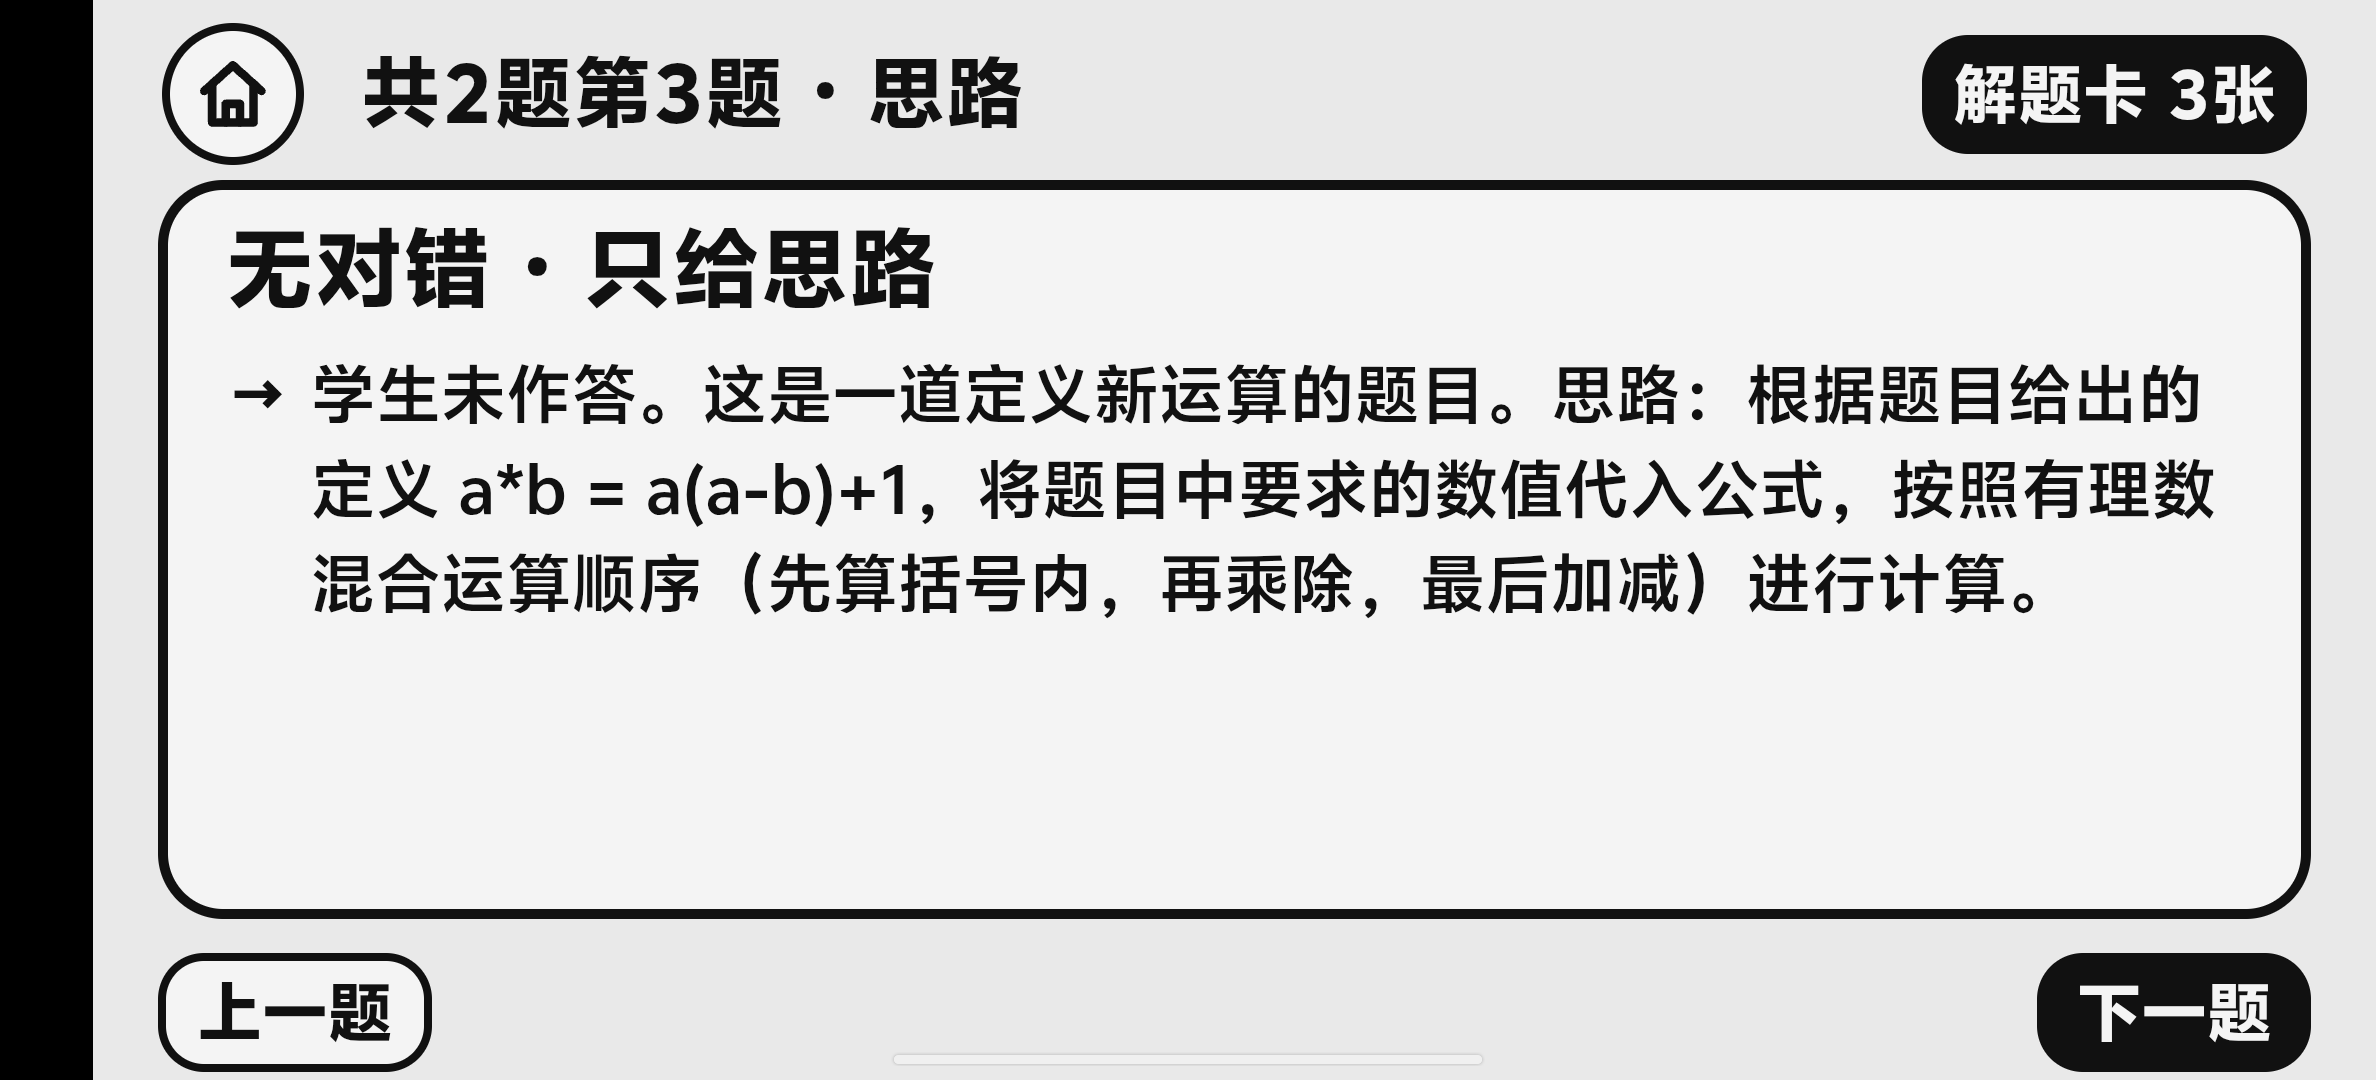 共2题第3题 · 思路
解题卡 3张
无对错 · 只给思路
→ 学生未作答。这是一道定义新运算的题目。思路：根据题目给出的
定义 a*b = a(a-b)+1，将题目中要求的数值代入公式，按照有理数
混合运算顺序（先算括号内，再乘除，最后加减）进行计算。
上一题
下一题